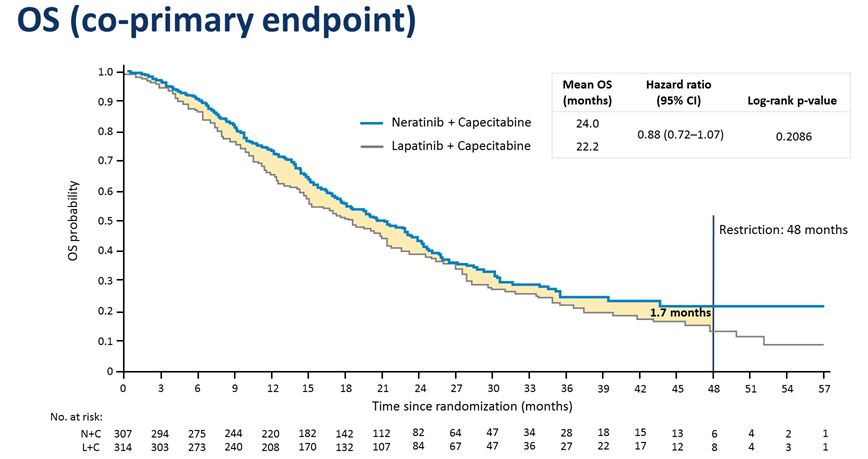 OS (co-primary endpoint)
Mean OS (months) Hazard ratio (95% CI) Log-rank p-value
24.0
22.2
0.88 (0.72–1.07) 0.2086
Neratinib + Capecitabine
Lapatinib + Capecitabine
Restriction: 48 months
1.7 months
OS probability
1.0
0.9
0.8
0.7
0.6
0.5
0.4
0.3
0.2
0.1
0
0 3 6 9 12 15 18 21 24 27 30 33 36 39 42 45 48 51 54 57
Time since randomization (months)
No. at risk:
N+C 307 294 275 244 220 182 142 112 82 64 47 34 28 18 15 13 6 4 2 1
L+C 314 303 273 240 208 170 132 107 84 67 47 36 27 22 17 12 8 4 3 1